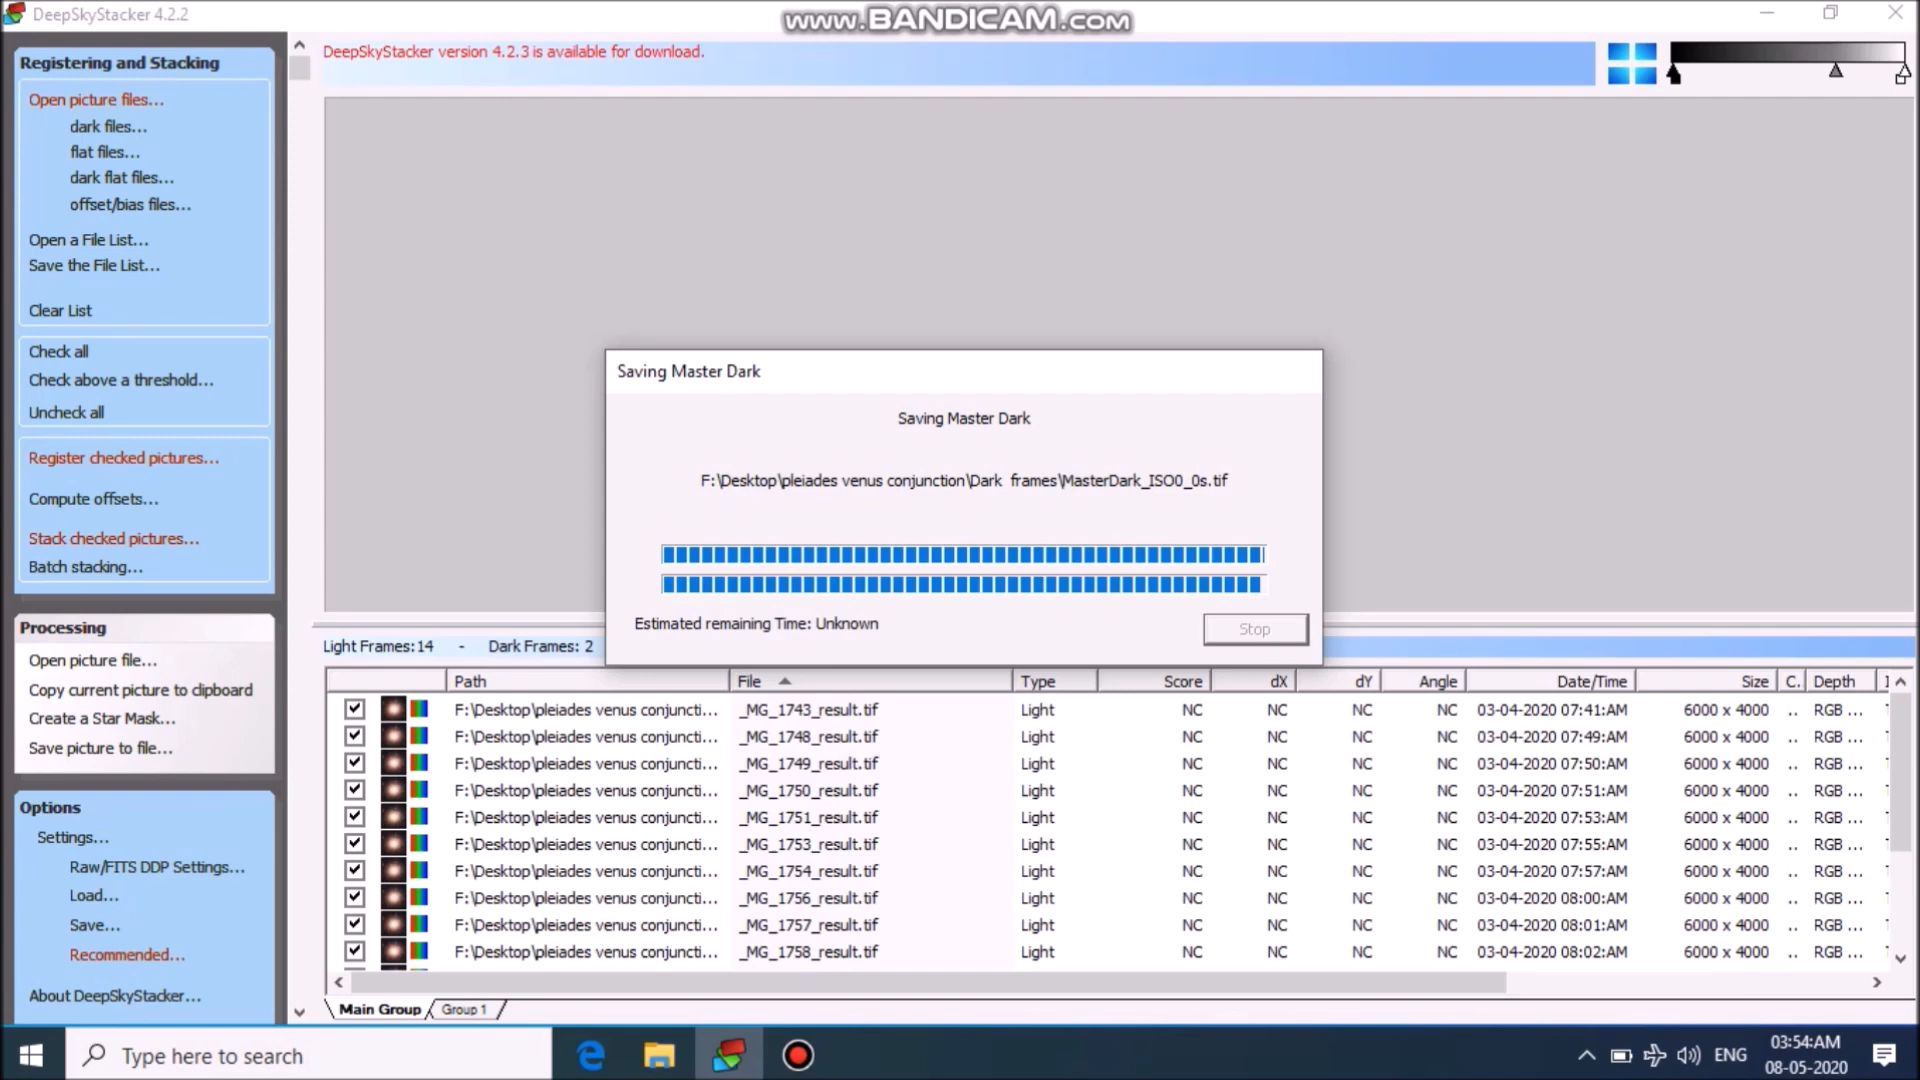 DeepSkyStacker 4.2.2
www.BANDICAM.com
Registering and Stacking
Open picture files...
dark files...
flat files...
dark flat files...
offset/bias files...
Open a File List...
Save the File List...
Clear List
Check all
Check above a threshold...
Uncheck all
Register checked pictures...
Compute offsets...
Stack checked pictures...
Batch stacking...
Processing
Open picture file...
Copy current picture to clipboard
Create a Star Mask...
Save picture to file...
Options
Settings...
Raw/FITS DDP Settings...
Load...
Save...
Recommended...
About DeepSkyStacker...
DeepSkyStacker version 4.2.3 is available for download.
Saving Master Dark
Saving Master Dark
F:\Desktop\pleiades venus conjunction\Dark  frames\MasterDark_ISO0_0s.tif
Estimated remaining Time: Unknown
Stop
Light Frames:14 - Dark Frames: 2
Path File Type Score dX dY Angle Date/Time Size C. Depth
F:\Desktop\pleiades venus conjuncti... _MG_1743_result.tif Light NC NC NC NC 03-04-2020 07:41:AM 6000 x 4000 .. RGB ...
F:\Desktop\pleiades venus conjuncti... _MG_1748_result.tif Light NC NC NC NC 03-04-2020 07:49:AM 6000 x 4000 .. RGB ...
F:\Desktop\pleiades venus conjuncti... _MG_1749_result.tif Light NC NC NC NC 03-04-2020 07:50:AM 6000 x 4000 .. RGB ...
F:\Desktop\pleiades venus conjuncti... _MG_1750_result.tif Light NC NC NC NC 03-04-2020 07:51:AM 6000 x 4000 .. RGB ...
F:\Desktop\pleiades venus conjuncti... _MG_1751_result.tif Light NC NC NC NC 03-04-2020 07:53:AM 6000 x 4000 .. RGB ...
F:\Desktop\pleiades venus conjuncti... _MG_1753_result.tif Light NC NC NC NC 03-04-2020 07:55:AM 6000 x 4000 .. RGB ...
F:\Desktop\pleiades venus conjuncti... _MG_1754_result.tif Light NC NC NC NC 03-04-2020 07:57:AM 6000 x 4000 .. RGB ...
F:\Desktop\pleiades venus conjuncti... _MG_1756_result.tif Light NC NC NC NC 03-04-2020 08:00:AM 6000 x 4000 .. RGB ...
F:\Desktop\pleiades venus conjuncti... _MG_1757_result.tif Light NC NC NC NC 03-04-2020 08:01:AM 6000 x 4000 .. RGB ...
F:\Desktop\pleiades venus conjuncti... _MG_1758_result.tif Light NC NC NC NC 03-04-2020 08:02:AM 6000 x 4000 .. RGB ...
Main Group Group 1
Type here to search
ENG
03:54:AM
08-05-2020